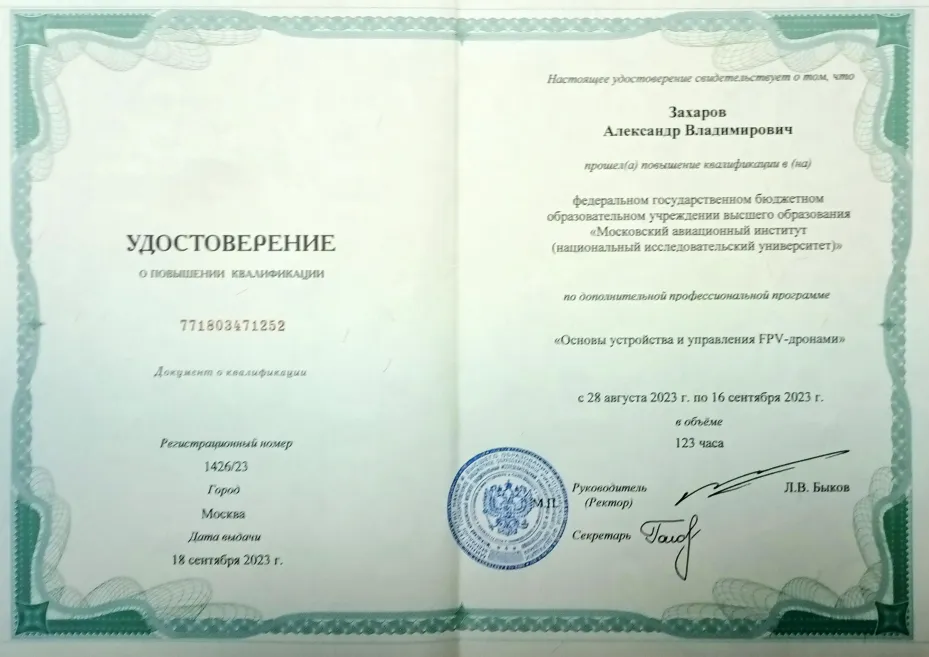 УДОСТОВЕРЕНИЕ
О ПОВЫШЕНИИ КВАЛИФИКАЦИИ
771803471252
Документ о квалификации
Регистрационный номер
1426/23
Город
Москва
Дата выдачи
18 сентября 2023 г.
Настоящее удостоверение свидетельствует о том, что
Захаров
Александр Владимирович
прошел(а) повышение квалификации в (на)
федеральном государственном бюджетном
образовательном учреждении высшего образования
«Московский авиационный институт
(национальный исследовательский университет)»
по дополнительной профессиональной программе
«Основы устройства и управления FPV-дронами»
с 28 августа 2023 г. по 16 сентября 2023 г.
в объёме
123 часа
М.П.
Руководитель
(Ректор)
Л.В. Быков
Секретарь